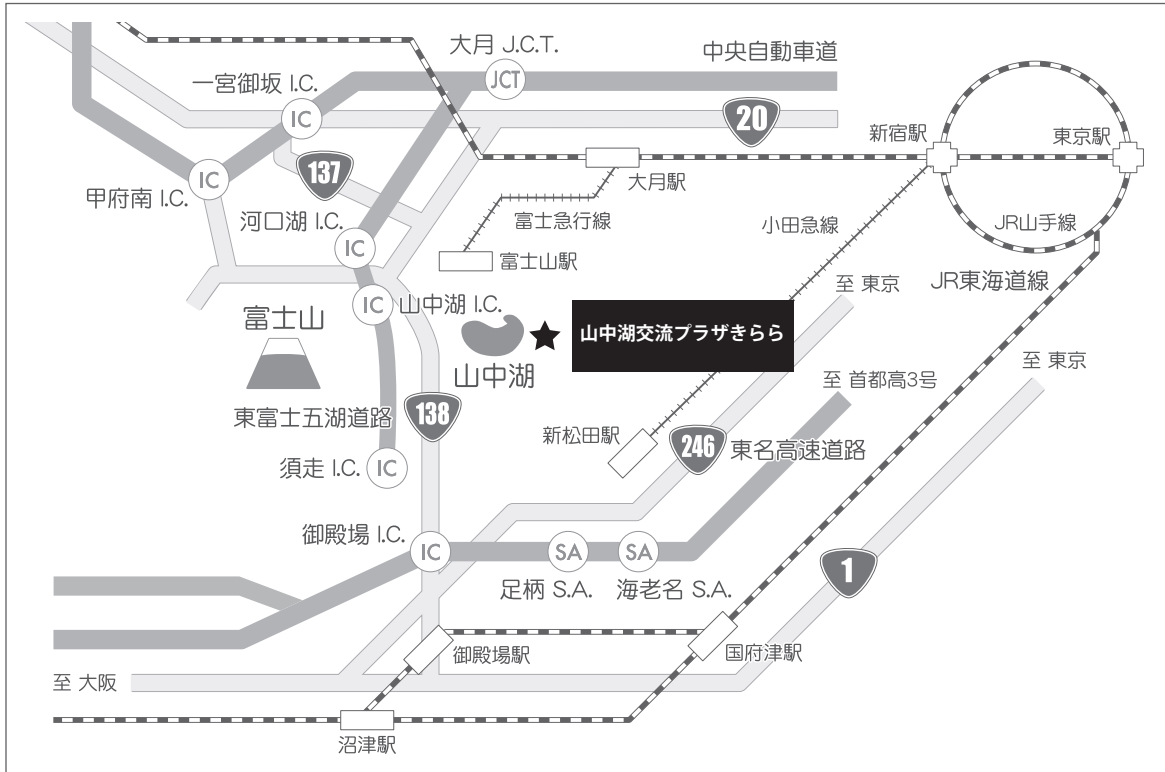 大月 J.C.T.
中央自動車道
一宮御坂 I.C.
JCT
IC
20
新宿駅
東京駅
137
大月駅
甲府南 I.C.
IC
河口湖 I.C.
IC
富士急行線
小田急線
JR山手線
富士山駅
JR東海道線
至 東京
IC
山中湖 I.C.
富士山
山中湖交流プラザきらら
山中湖
至 東京
至 首都高3号
東富士五湖道路
138
新松田駅
246
東名高速道路
須走 I.C.
IC
御殿場 I.C.
IC
SA
SA
足柄 S.A.
海老名 S.A.
1
御殿場駅
国府津駅
至 大阪
沼津駅